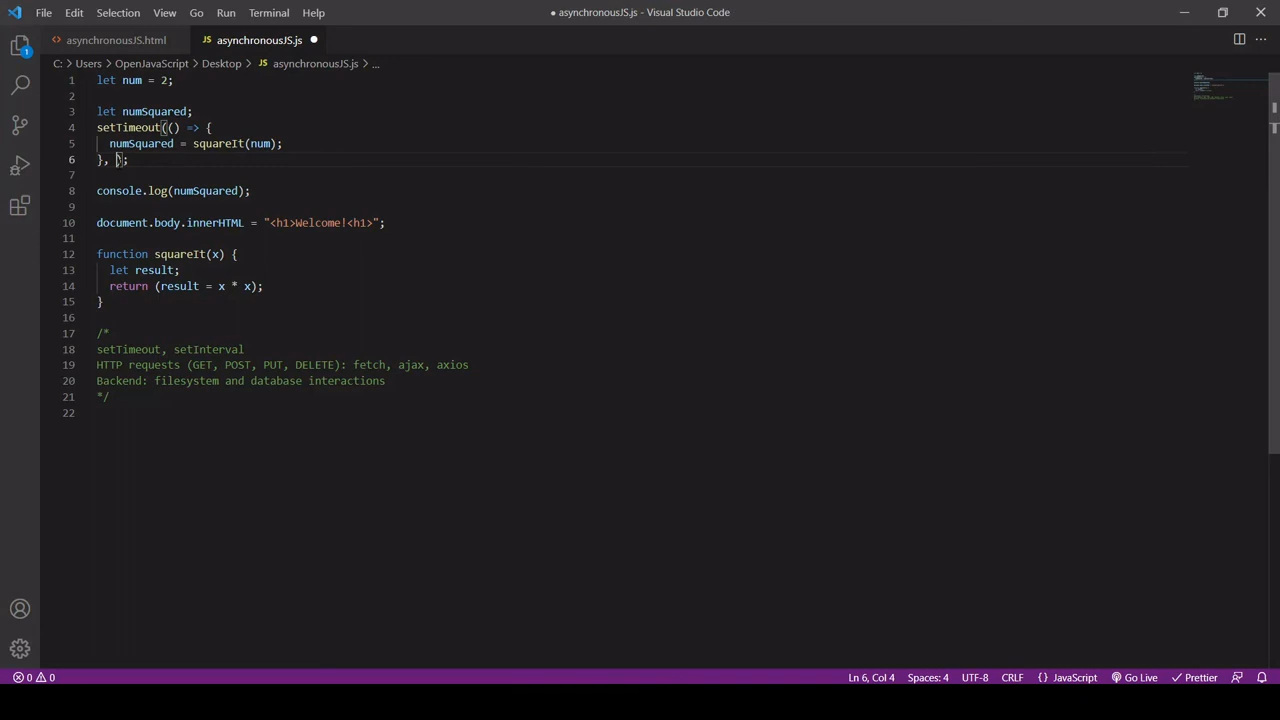 File Edit Selection View Go Run Terminal Help
● asynchronousJS.js - Visual Studio Code
asynchronousJS.html
JS asynchronousJS.js
C: > Users > OpenJavaScript > Desktop > JS asynchronousJS.js > ...
1
1 let num = 2;
2
3 let numSquared;
4 setTimeout(() => {
5 numSquared = squareIt(num);
6 }, );
7
8 console.log(numSquared);
9
10 document.body.innerHTML = "<h1>Welcome!<h1>";
11
12 function squareIt(x) {
13 let result;
14 return (result = x * x);
15 }
16
17 /*
18 setTimeout, setInterval
19 HTTP requests (GET, POST, PUT, DELETE): fetch, ajax, axios
20 Backend: filesystem and database interactions
21 */
22
0 0
Ln 6, Col 4 Spaces: 4 UTF-8 CRLF {} JavaScript Go Live Prettier